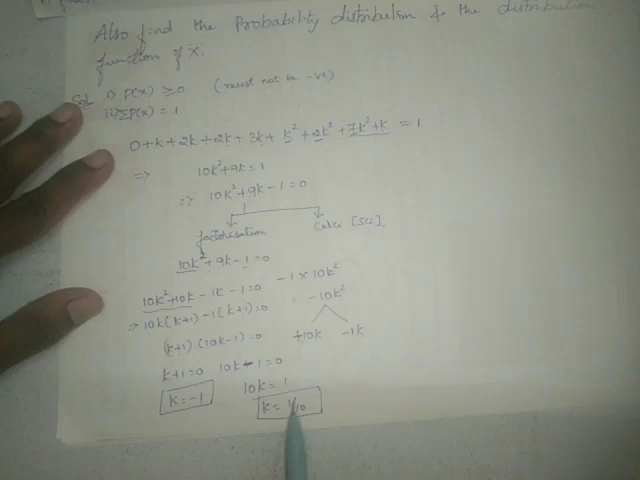 Also find the Probability distribution & the distribution
function of 'x'.
Sol i) P(x) ≥ 0 (must not be -ve)
ii) ΣP(x) = 1
0+k+2k+2k+3k+k²+2k²+7k²+k = 1
=> 10k²+9k=1
=> 10k²+9k-1=0
factorisation Calci [sci].
10k²+9k-1=0
-1×10k²
10k²+10k-1k-1=0
= -10k²
=> 10k(k+1)-1(k+1)=0
+10k -1k
(k+1)(10k-1)=0
k+1=0 10k-1=0
10k=1
k=-1
k=1/10